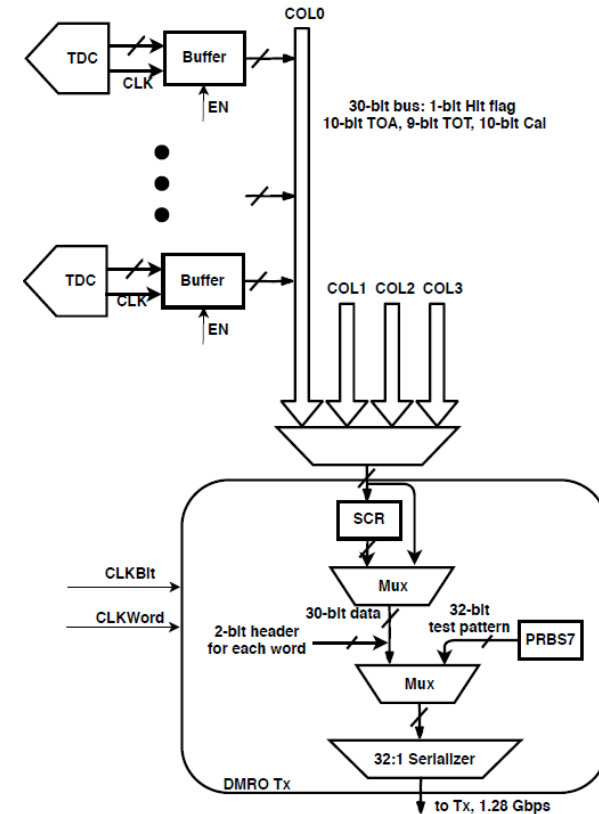 COL0
TDC
Buffer
CLK
EN
30-bit bus: 1-bit Hit flag
10-bit TOA, 9-bit TOT, 10-bit Cal
TDC
Buffer
CLK
EN
COL1 COL2 COL3
SCR
CLKBit
Mux
CLKWord
30-bit data
32-bit
test pattern
PRBS7
2-bit header
for each word
Mux
32:1 Serializer
DMRO Tx
to Tx, 1.28 Gbps